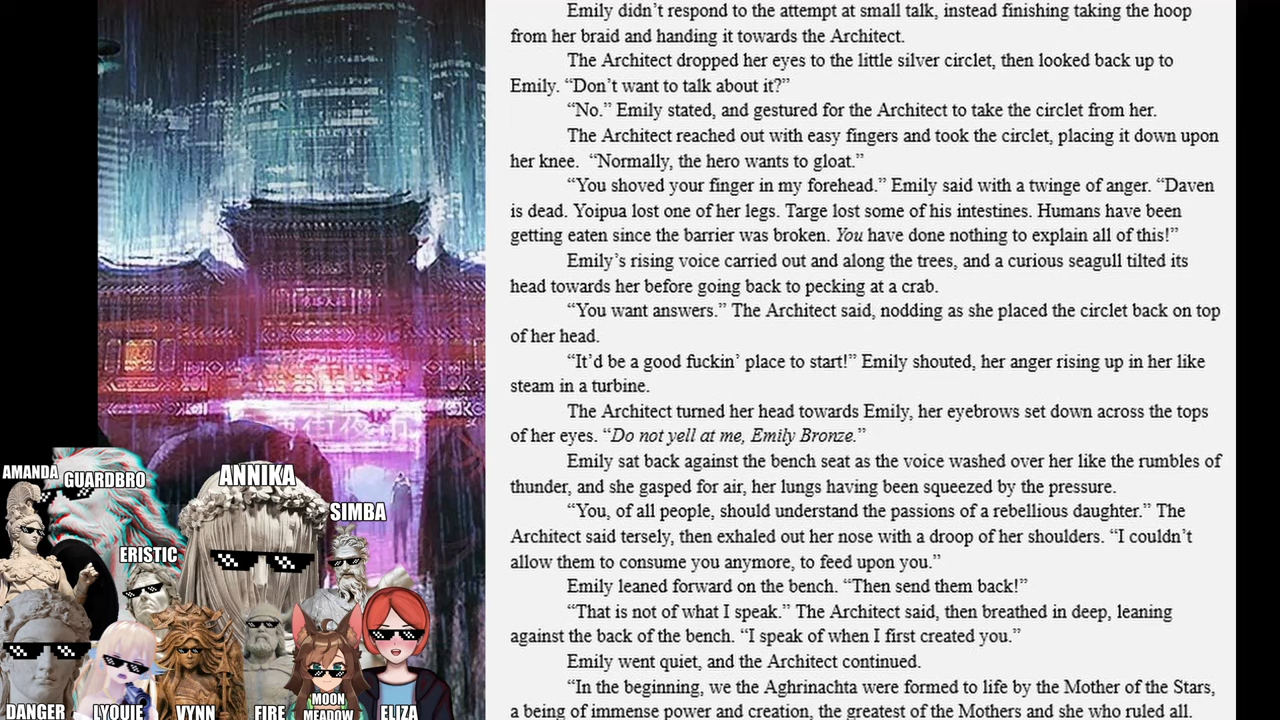 Emily didn’t respond to the attempt at small talk, instead finishing taking the hoop
from her braid and handing it towards the Architect.
The Architect dropped her eyes to the little silver circlet, then looked back up to
Emily. “Don’t want to talk about it?”
“No.” Emily stated, and gestured for the Architect to take the circlet from her.
The Architect reached out with easy fingers and took the circlet, placing it down upon
her knee.  “Normally, the hero wants to gloat.”
“You shoved your finger in my forehead.” Emily said with a twinge of anger. “Daven
is dead. Yoipua lost one of her legs. Targe lost some of his intestines. Humans have been
getting eaten since the barrier was broken. You have done nothing to explain all of this!”
Emily’s rising voice carried out and along the trees, and a curious seagull tilted its
head towards her before going back to pecking at a crab.
“You want answers.” The Architect said, nodding as she placed the circlet back on top
of her head.
“It’d be a good fuckin’ place to start!” Emily shouted, her anger rising up in her like
steam in a turbine.
The Architect turned her head towards Emily, her eyebrows set down across the tops
of her eyes. “Do not yell at me, Emily Bronze.”
Emily sat back against the bench seat as the voice washed over her like the rumbles of
thunder, and she gasped for air, her lungs having been squeezed by the pressure.
“You, of all people, should understand the passions of a rebellious daughter.” The
Architect said tersely, then exhaled out her nose with a droop of her shoulders. “I couldn’t
allow them to consume you anymore, to feed upon you.”
Emily leaned forward on the bench. “Then send them back!”
“That is not of what I speak.” The Architect said, then breathed in deep, leaning
against the back of the bench. “I speak of when I first created you.”
Emily went quiet, and the Architect continued.
“In the beginning, we the Aghrinachta were formed to life by the Mother of the Stars,
a being of immense power and creation, the greatest of the Mothers and she who ruled all.
AMANDA
GUARDBRO
ANNIKA
SIMBA
ERISTIC
DANGER
LYQUIE
VYNN
FIRE
MOON
MEADOW
ELIZA